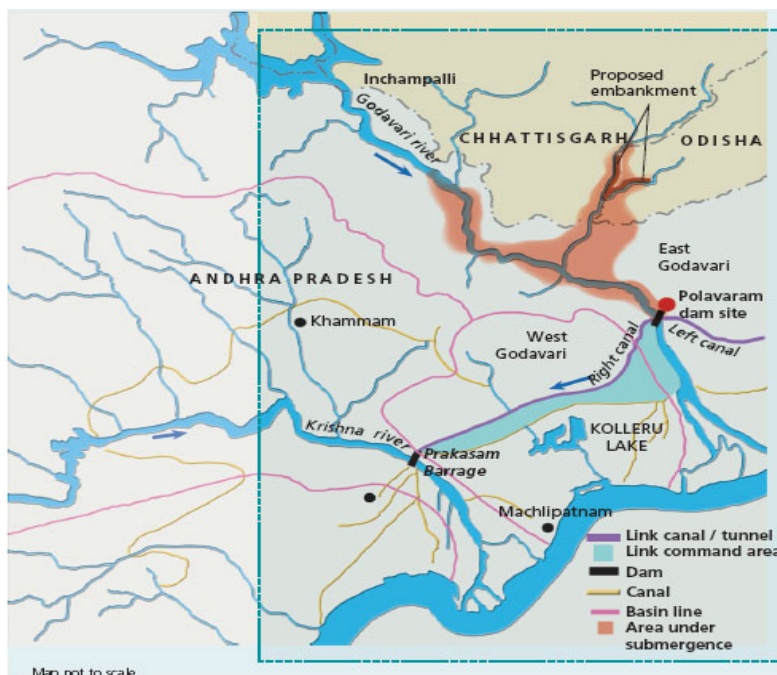 Inchampalli
Proposed
embankment
Godavari river
CHHATTISGARH
ODISHA
East
Godavari
ANDHRA PRADESH
Polavaram
dam site
Khammam
West
Godavari
Right canal
Left canal
Krishna river
Prakasam
Barrage
KOLLERU
LAKE
Machlipatnam
Link canal / tunnel
Link command area
Dam
Canal
Basin line
Area under
submergence
Map not to scale